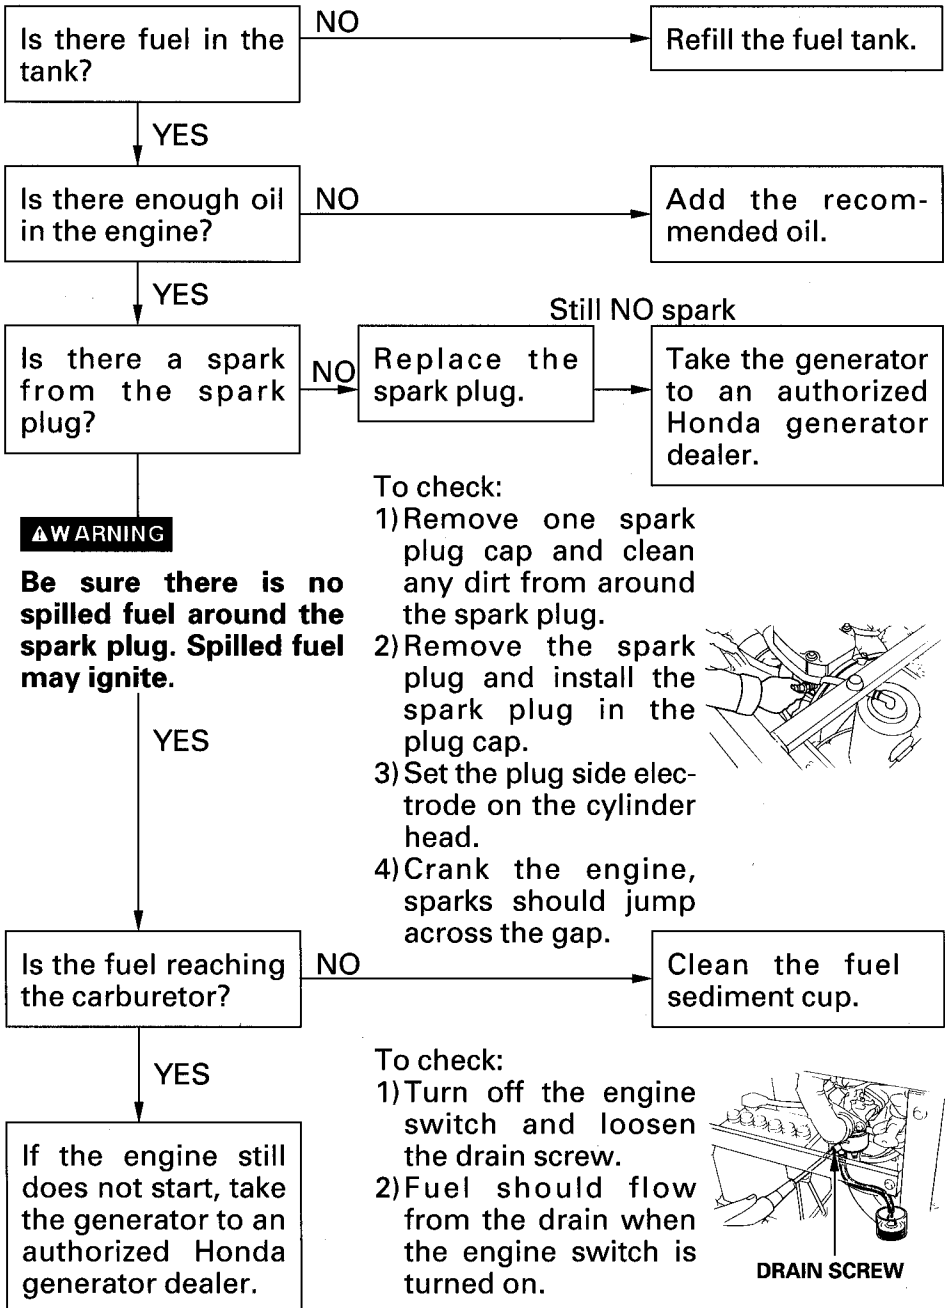 Is there fuel in the
tank?
NO
Refill the fuel tank.
YES
Is there enough oil
in the engine?
NO
Add the recom-
mended oil.
YES
Is there a spark
from the spark
plug?
NO
Replace the
spark plug.
Still NO spark
Take the generator
to an authorized
Honda generator
dealer.
WARNING
Be sure there is no
spilled fuel around the
spark plug. Spilled fuel
may ignite.
YES
To check:
1) Remove one spark
plug cap and clean
any dirt from around
the spark plug.
2) Remove the spark
plug and install the
spark plug in the
plug cap.
3) Set the plug side elec-
trode on the cylinder
head.
4) Crank the engine,
sparks should jump
across the gap.
Is the fuel reaching
the carburetor?
NO
Clean the fuel
sediment cup.
YES
To check:
1) Turn off the engine
switch and loosen
the drain screw.
2) Fuel should flow
from the drain when
the engine switch is
turned on.
DRAIN SCREW
If the engine still
does not start, take
the generator to an
authorized Honda
generator dealer.